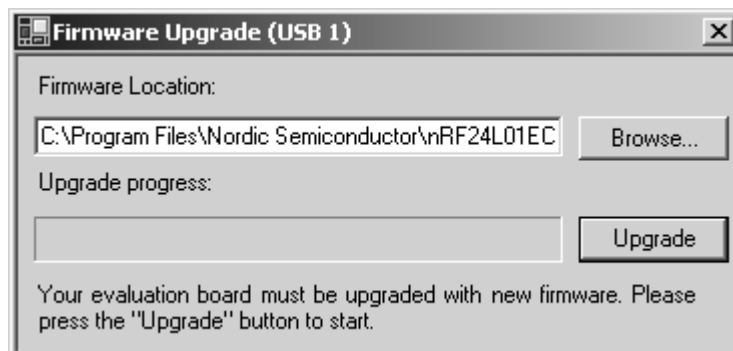 Firmware Upgrade (USB 1)
Firmware Location:
C:\Program Files\Nordic Semiconductor\nRF24L01EC
Browse...
Upgrade progress:
Upgrade
Your evaluation board must be upgraded with new firmware. Please
press the "Upgrade" button to start.